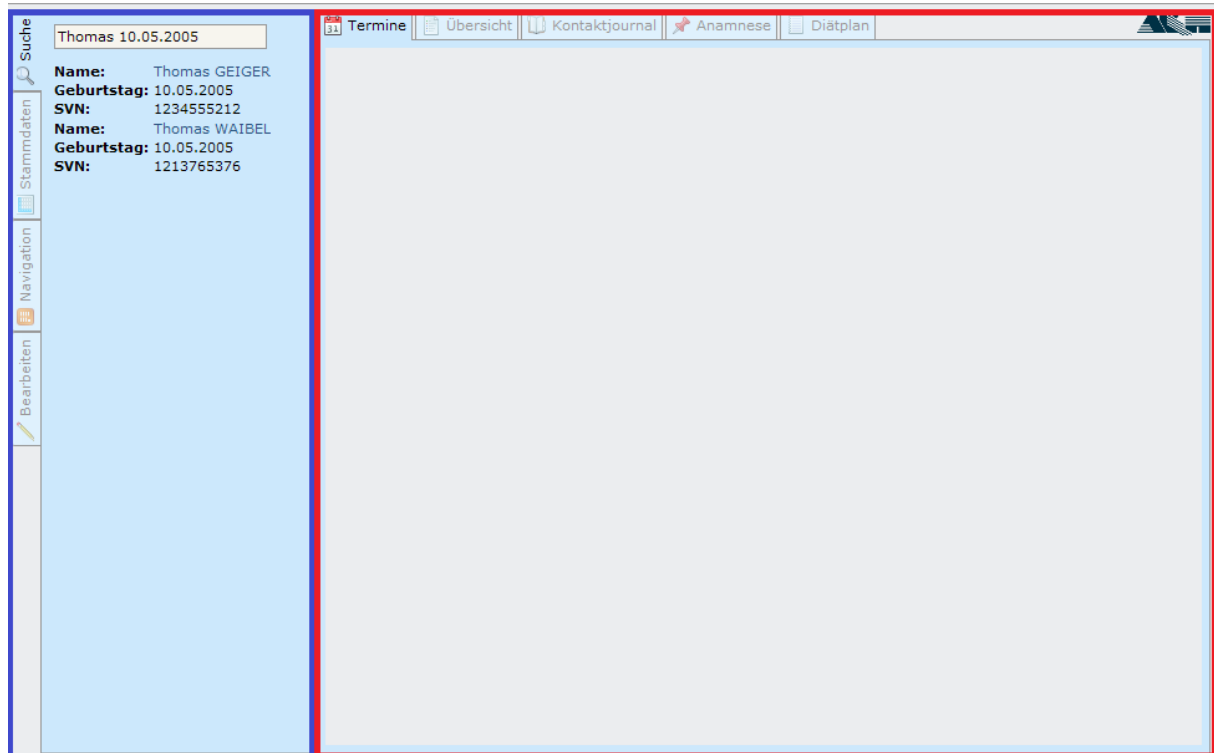 Suche
Stammdaten
Navigation
Bearbeiten
Thomas 10.05.2005
Name: Thomas GEIGER
Geburtstag: 10.05.2005
SVN: 1234555212
Name: Thomas WAIBEL
Geburtstag: 10.05.2005
SVN: 1213765376
31 Termine Übersicht Kontaktjournal Anamnese Diätplan